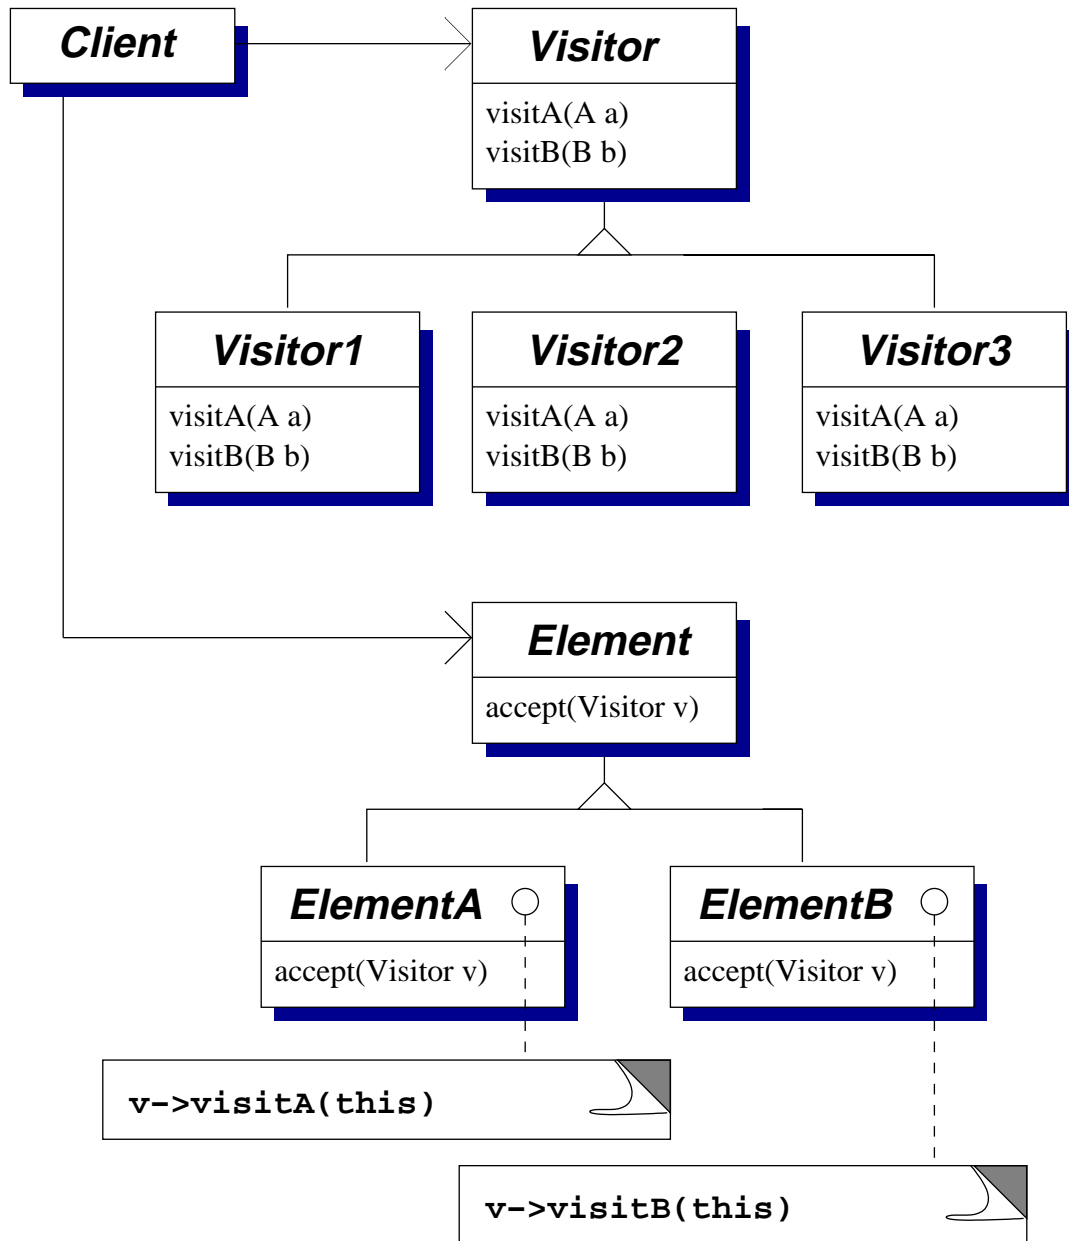 Client
Visitor
visitA(A a)
visitB(B b)
Visitor1
visitA(A a)
visitB(B b)
Visitor2
visitA(A a)
visitB(B b)
Visitor3
visitA(A a)
visitB(B b)
Element
accept(Visitor v)
ElementA
accept(Visitor v)
ElementB
accept(Visitor v)
v->visitA(this)
v->visitB(this)